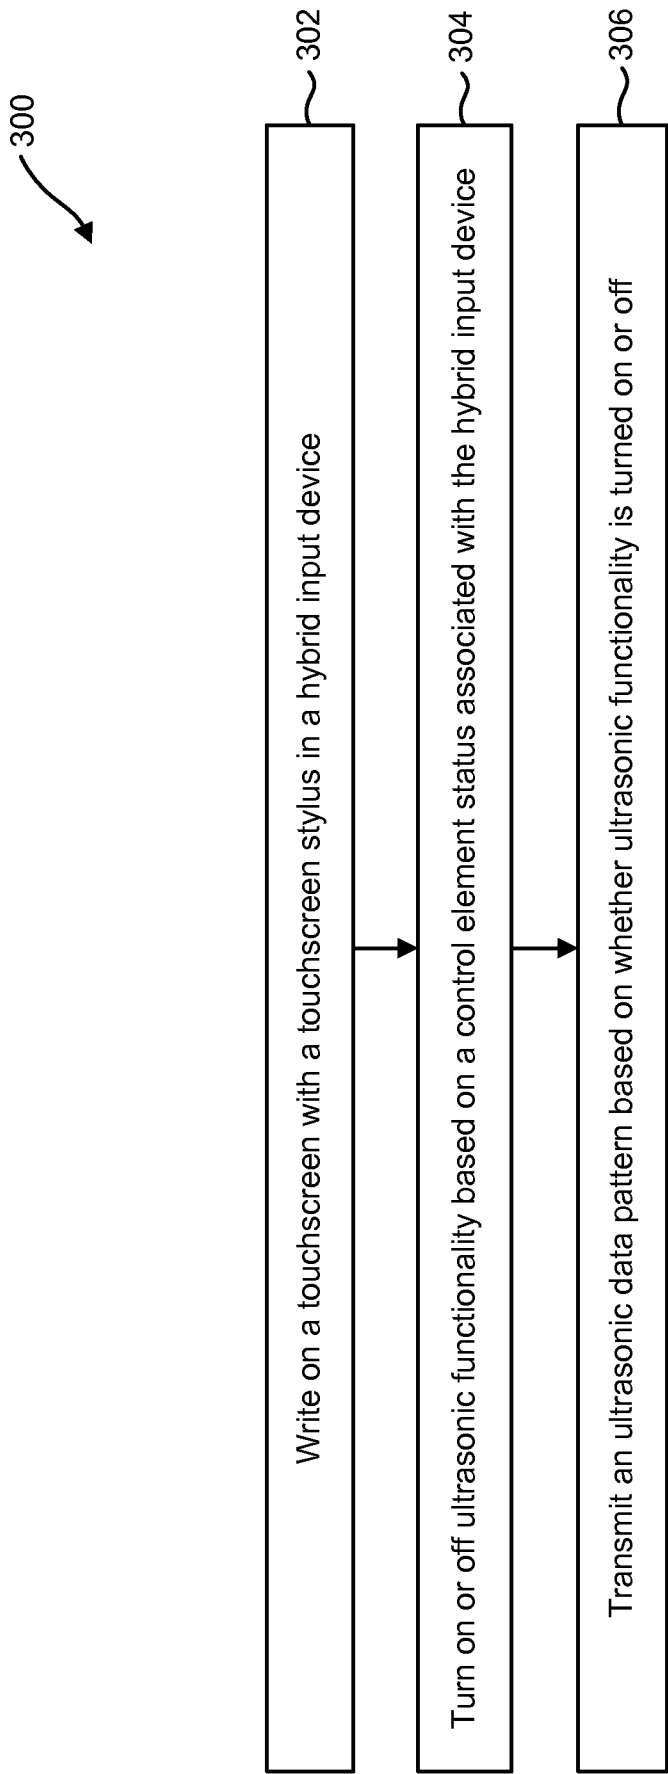 300
302
Write on a touchscreen with a touchscreen stylus in a hybrid input device
304
Turn on or off ultrasonic functionality based on a control element status associated with the hybrid input device
306
Transmit an ultrasonic data pattern based on whether ultrasonic functionality is turned on or off